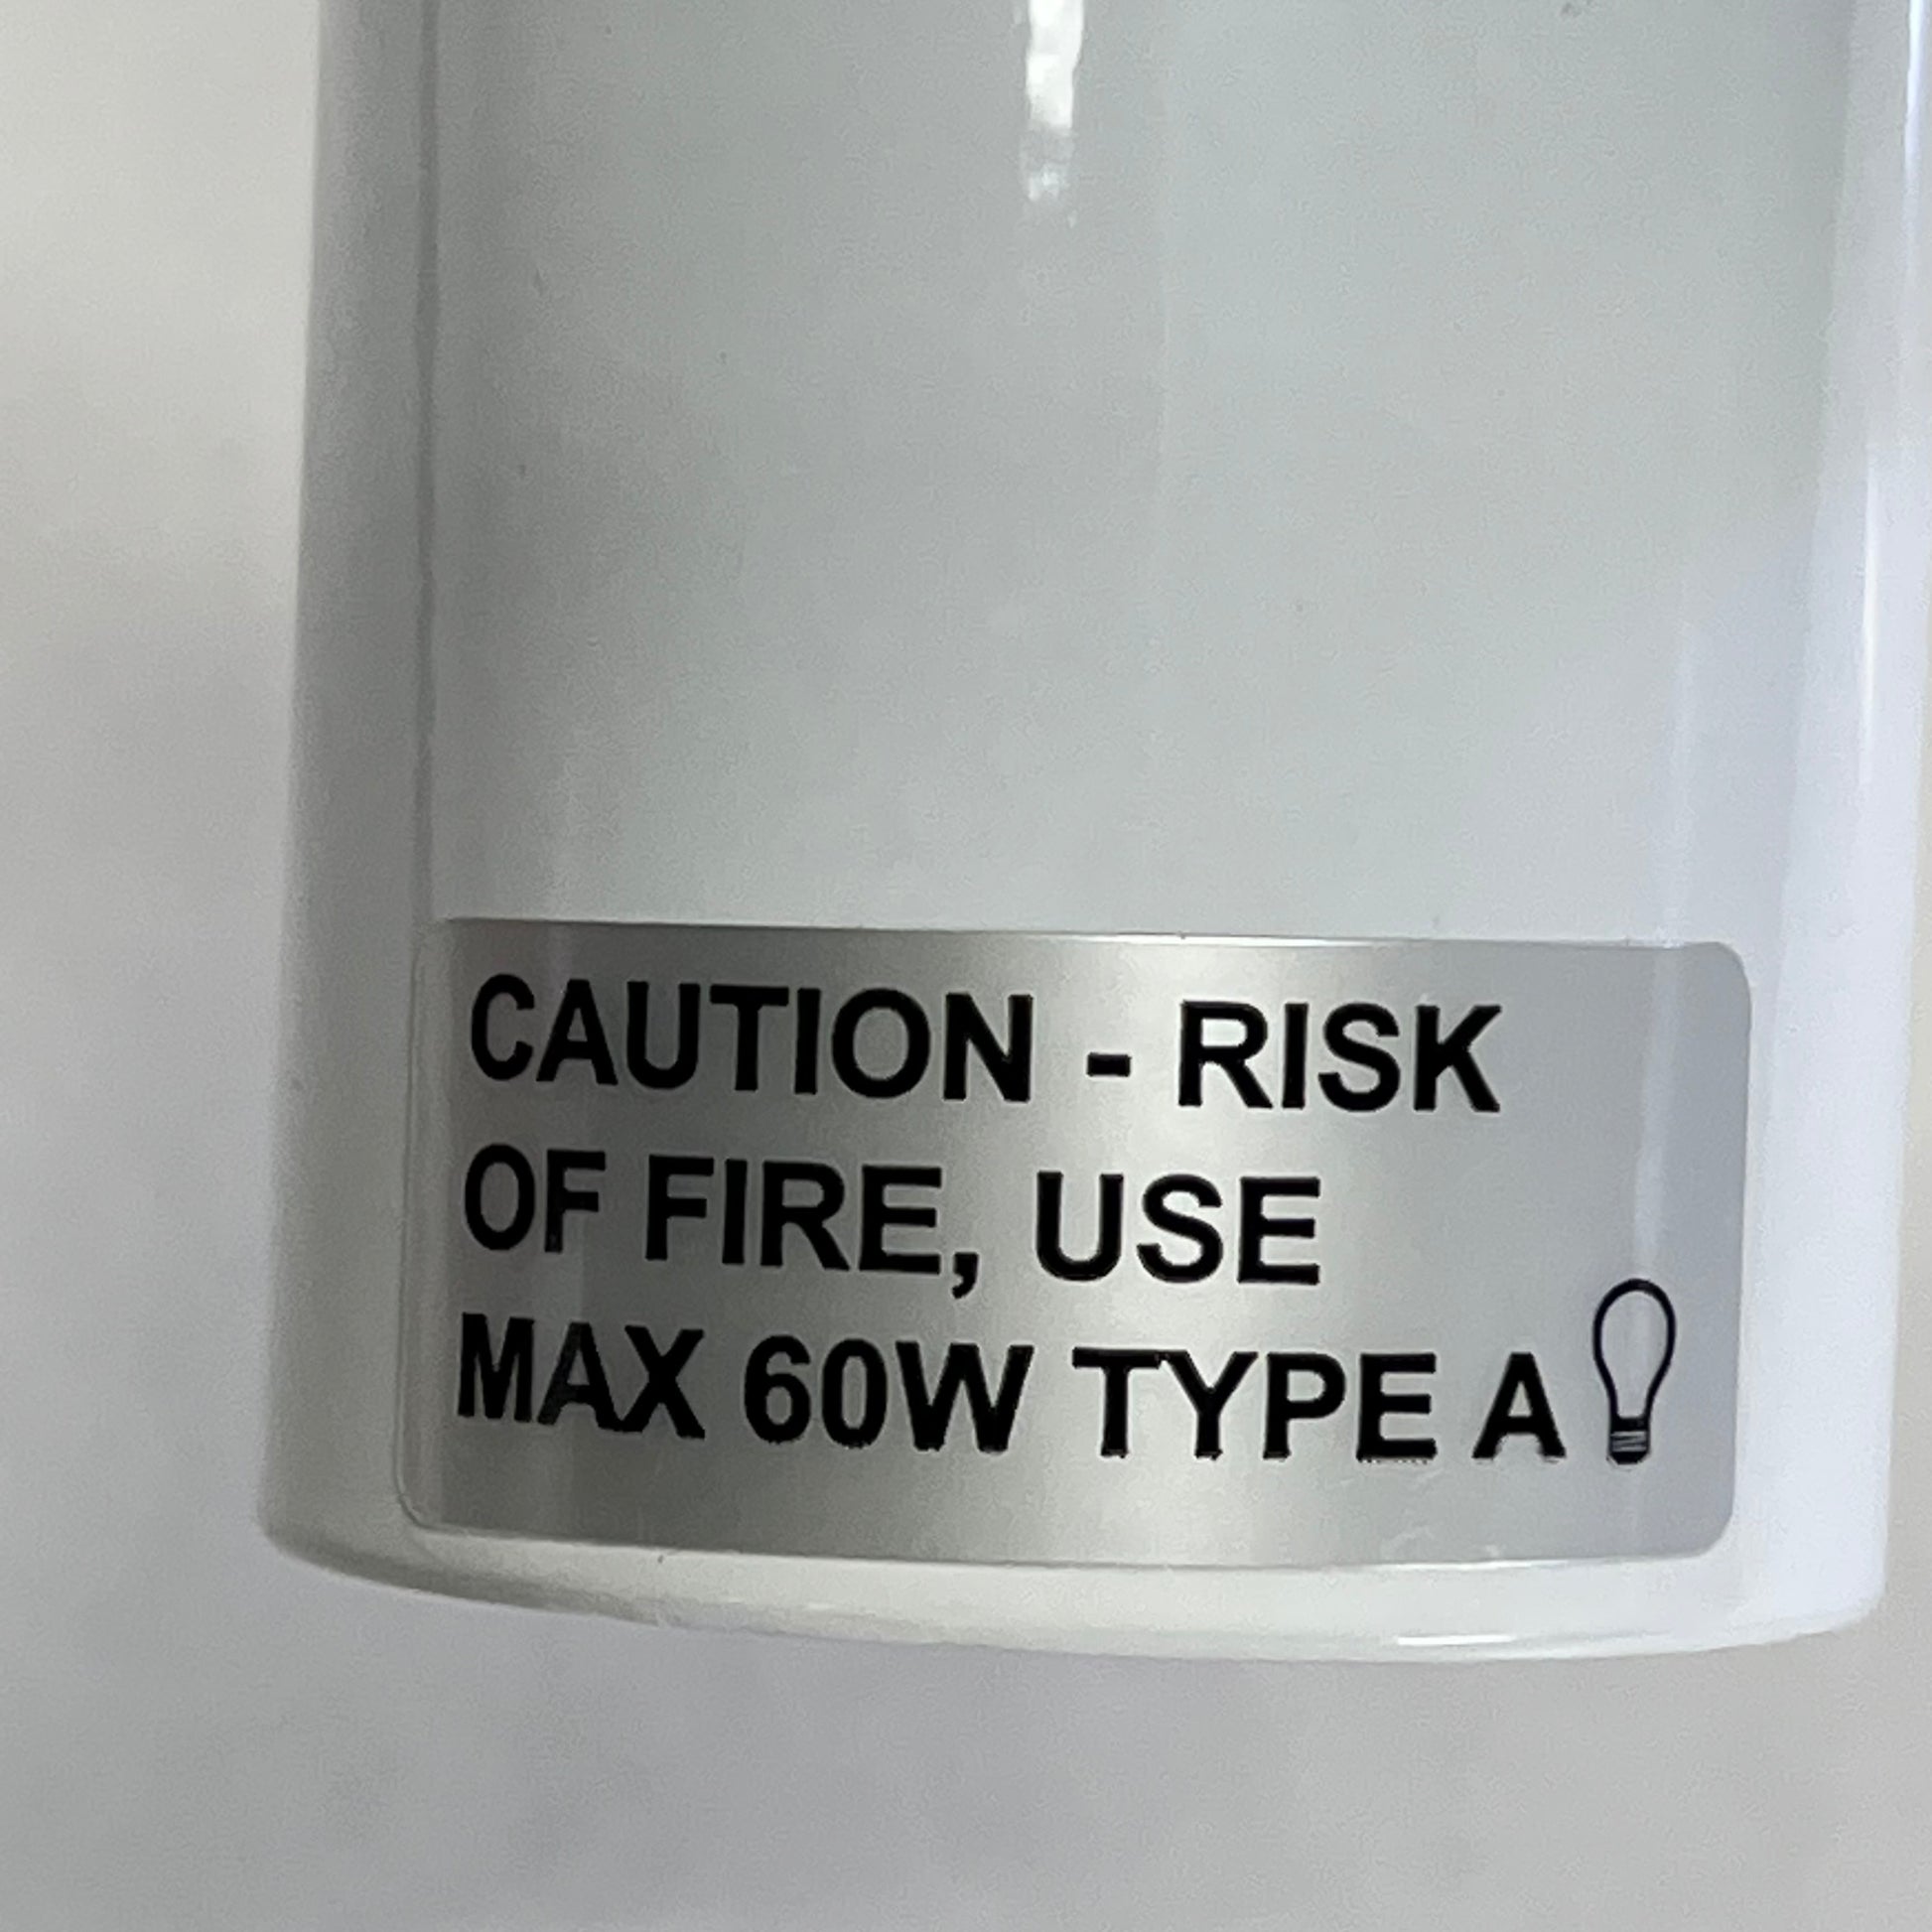 CAUTION - RISK
OF FIRE, USE
MAX 60W TYPE A